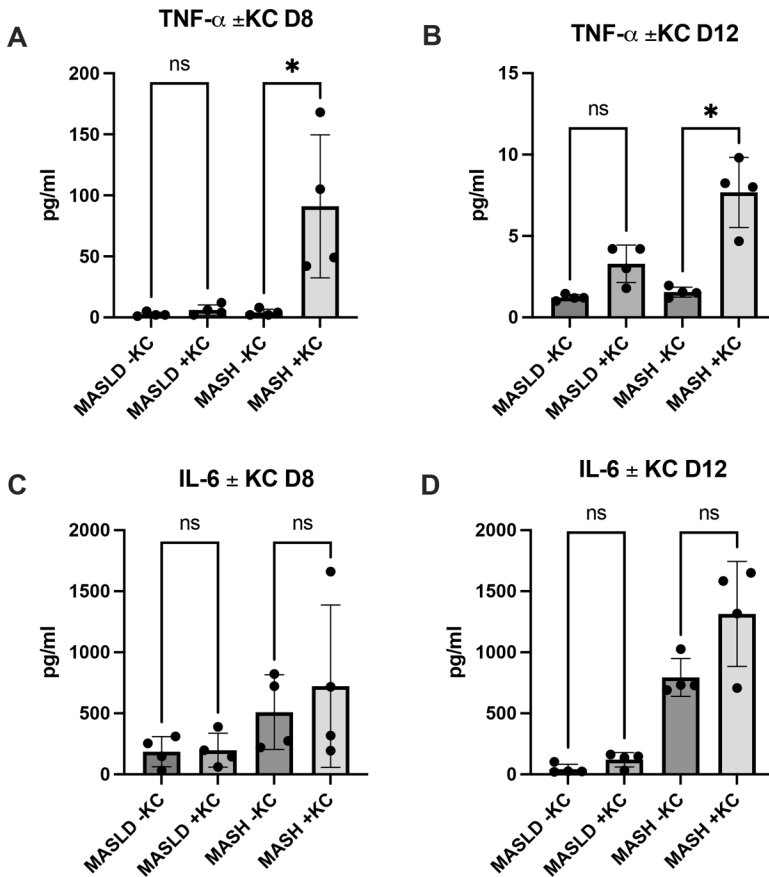 A
TNF-α ±KC D8
200
150
100
50
0
pg/ml
ns
*
MASLD -KC
MASLD +KC
MASH -KC
MASH +KC
B
TNF-α ±KC D12
15
10
5
0
pg/ml
ns
*
MASLD -KC
MASLD +KC
MASH -KC
MASH +KC
C
IL-6 ± KC D8
2000
1500
1000
500
0
pg/ml
ns
ns
MASLD -KC
MASLD +KC
MASH -KC
MASH +KC
D
IL-6 ± KC D12
2000
1500
1000
500
0
pg/ml
ns
ns
MASLD -KC
MASLD +KC
MASH -KC
MASH +KC